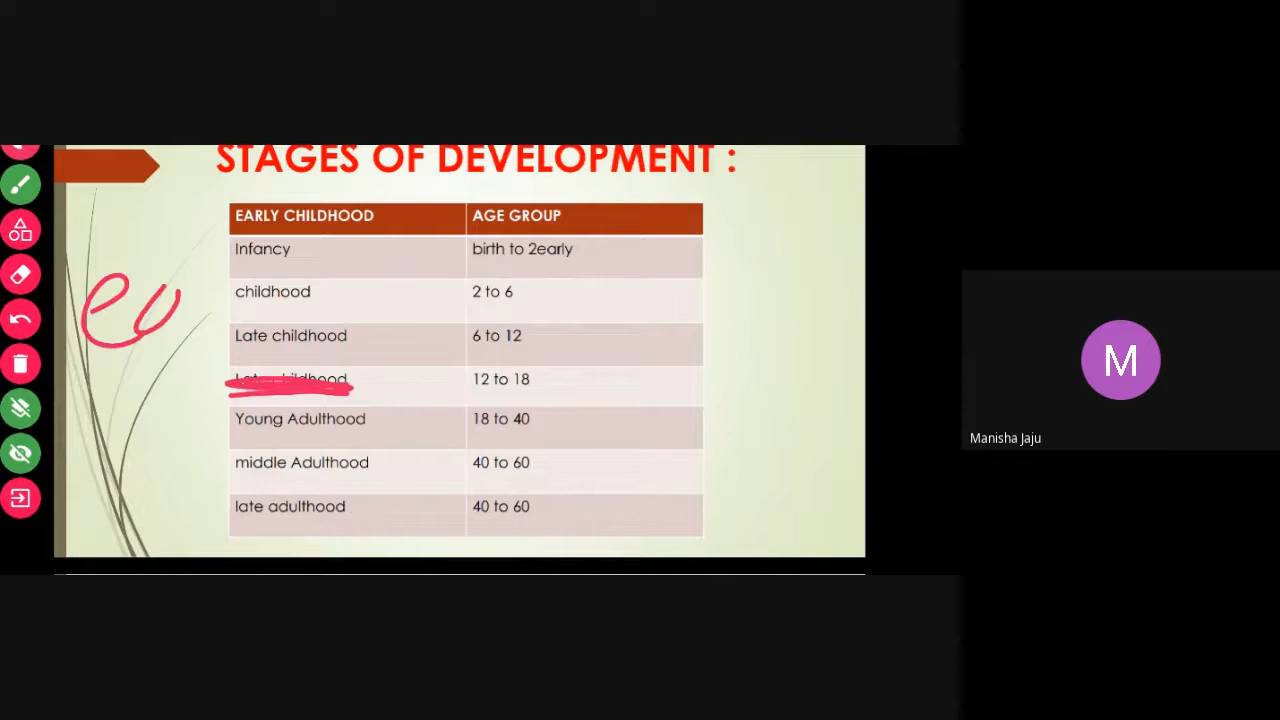 STAGES OF DEVELOPMENT :
EARLY CHILDHOOD AGE GROUP
Infancy birth to 2early
childhood 2 to 6
Late childhood 6 to 12
Late childhood 12 to 18
Young Adulthood 18 to 40
middle Adulthood 40 to 60
late adulthood 40 to 60
M
Manisha Jaju